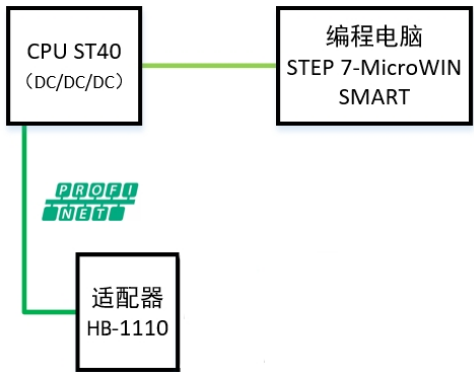 CPU ST40
（DC/DC/DC）
编程电脑
STEP 7-MicroWIN
SMART
PROFI
NET
适配器
HB-1110